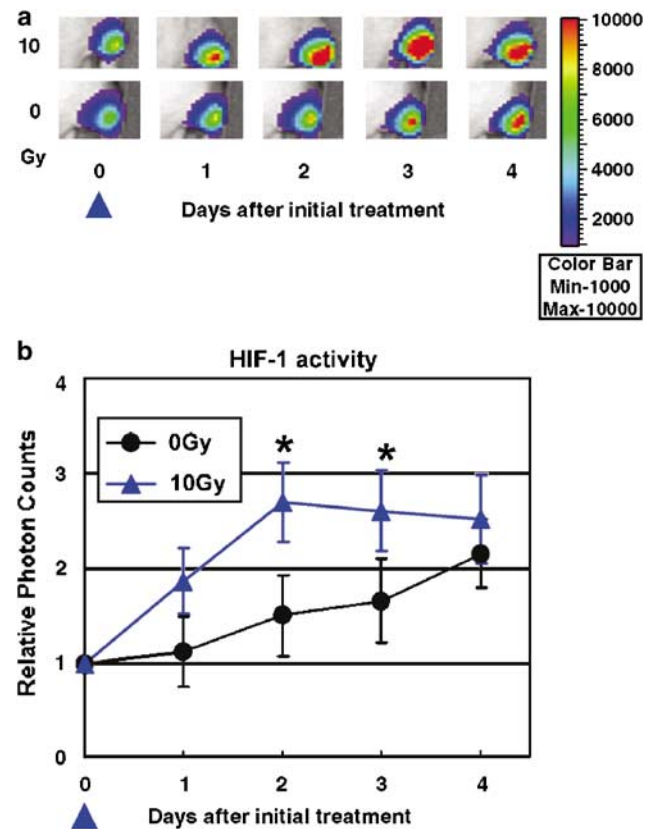 a
10
0
Gy
0 1 2 3 4
Days after initial treatment
10000
8000
6000
4000
2000
Color Bar
Min-1000
Max-10000
b
HIF-1 activity
Relative Photon Counts
4
3
2
1
0
0Gy
10Gy
*
*
0 1 2 3 4
Days after initial treatment